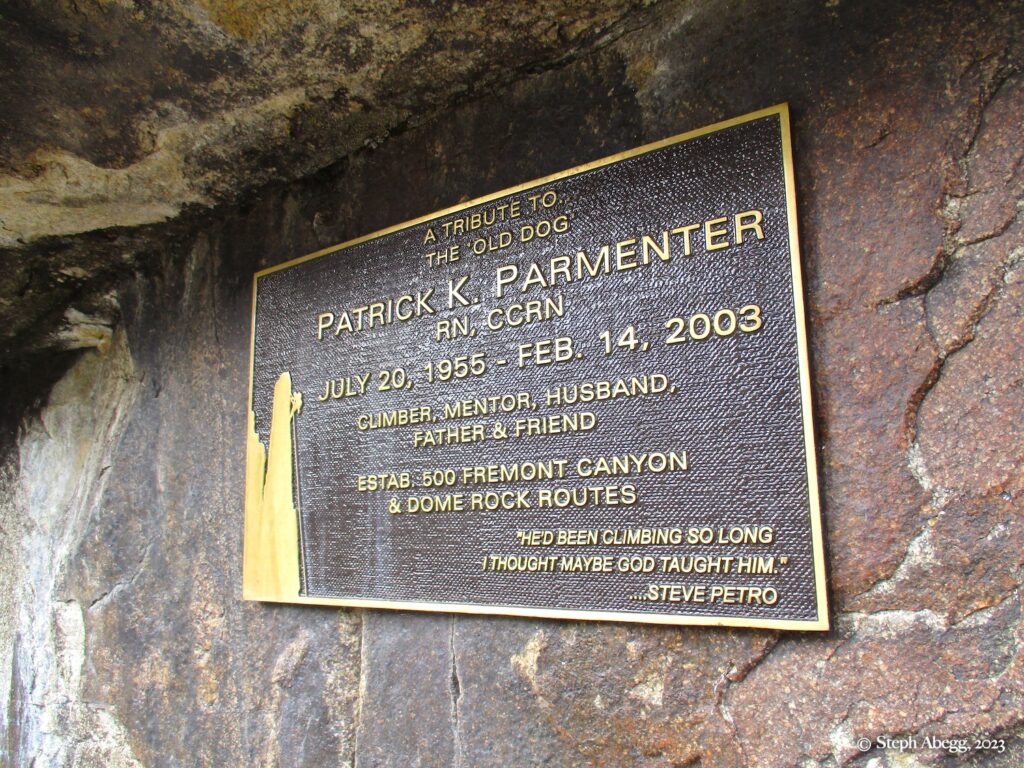 A TRIBUTE TO..
THE 'OLD DOG'
PATRICK K. PARMENTER
RN, CCRN
JULY 20, 1955 - FEB. 14, 2003
CLIMBER, MENTOR, HUSBAND,
FATHER & FRIEND
ESTAB. 500 FREMONT CANYON
& DOME ROCK ROUTES
"HE'D BEEN CLIMBING SO LONG
I THOUGHT MAYBE GOD TAUGHT HIM."
....STEVE PETRO
© Steph Abegg, 2023